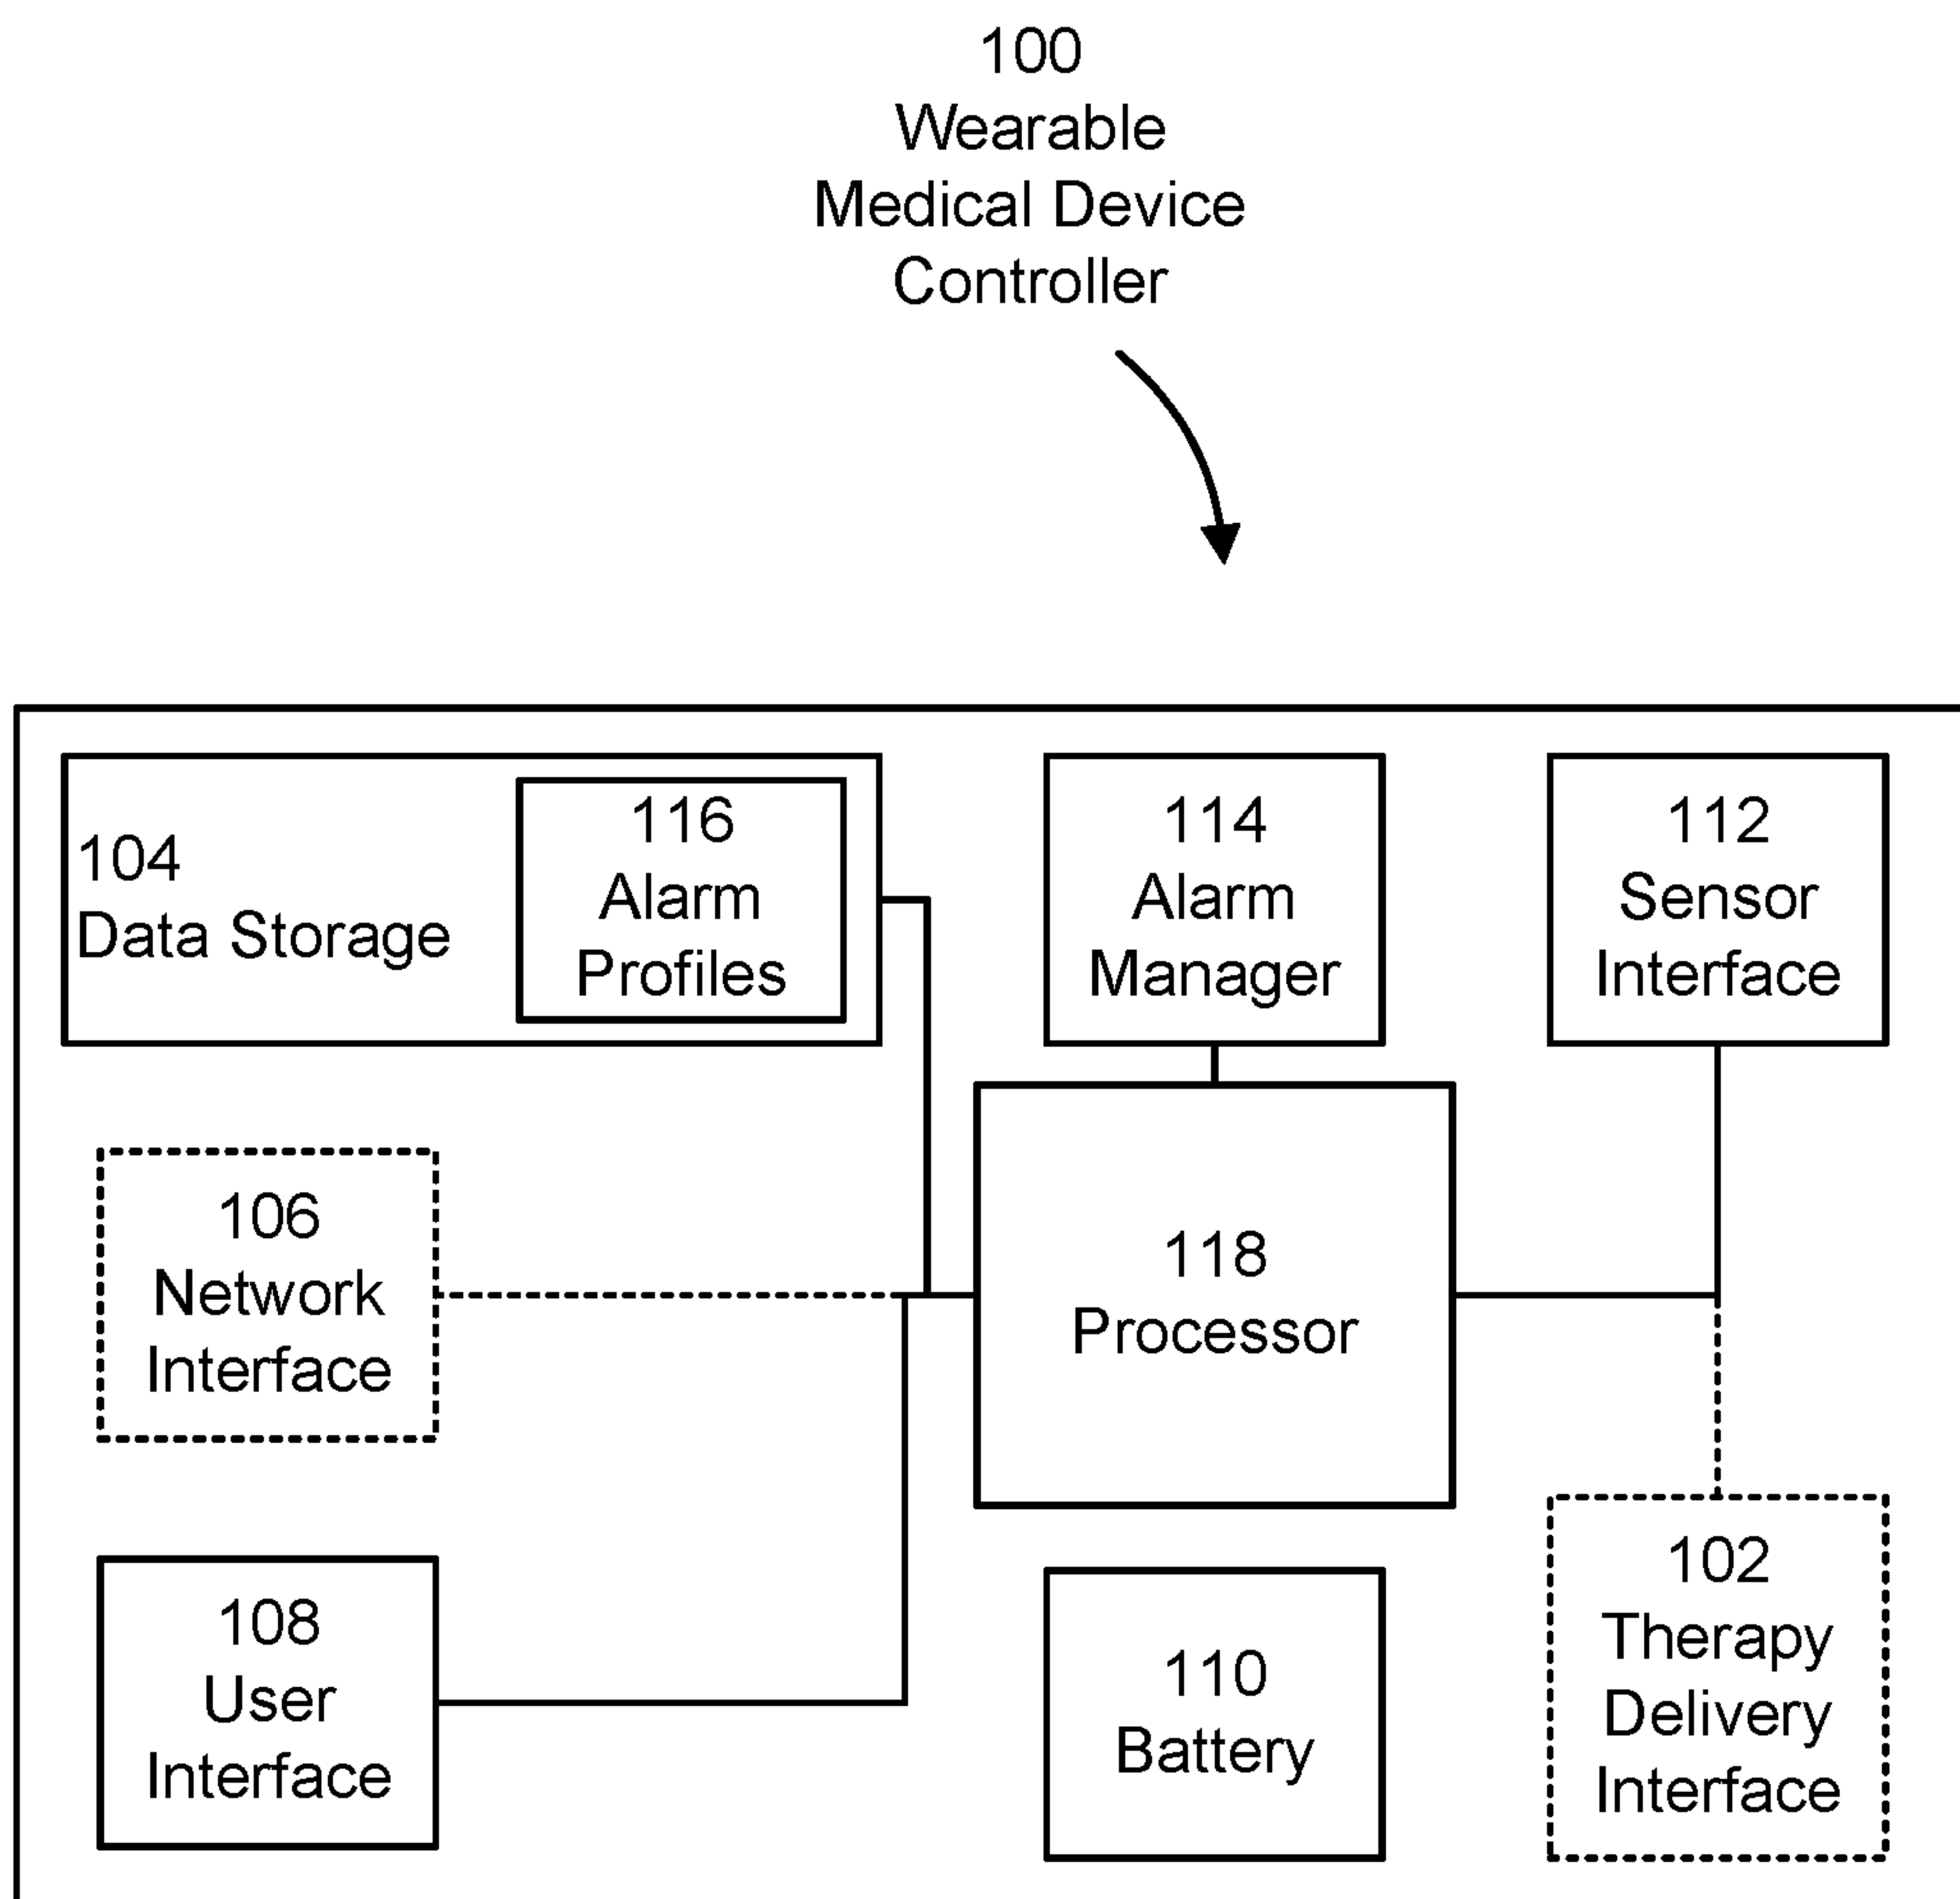 100
Wearable
Medical Device
Controller
104
Data Storage
116
Alarm
Profiles
114
Alarm
Manager
112
Sensor
Interface
106
Network
Interface
118
Processor
108
User
Interface
110
Battery
102
Therapy
Delivery
Interface